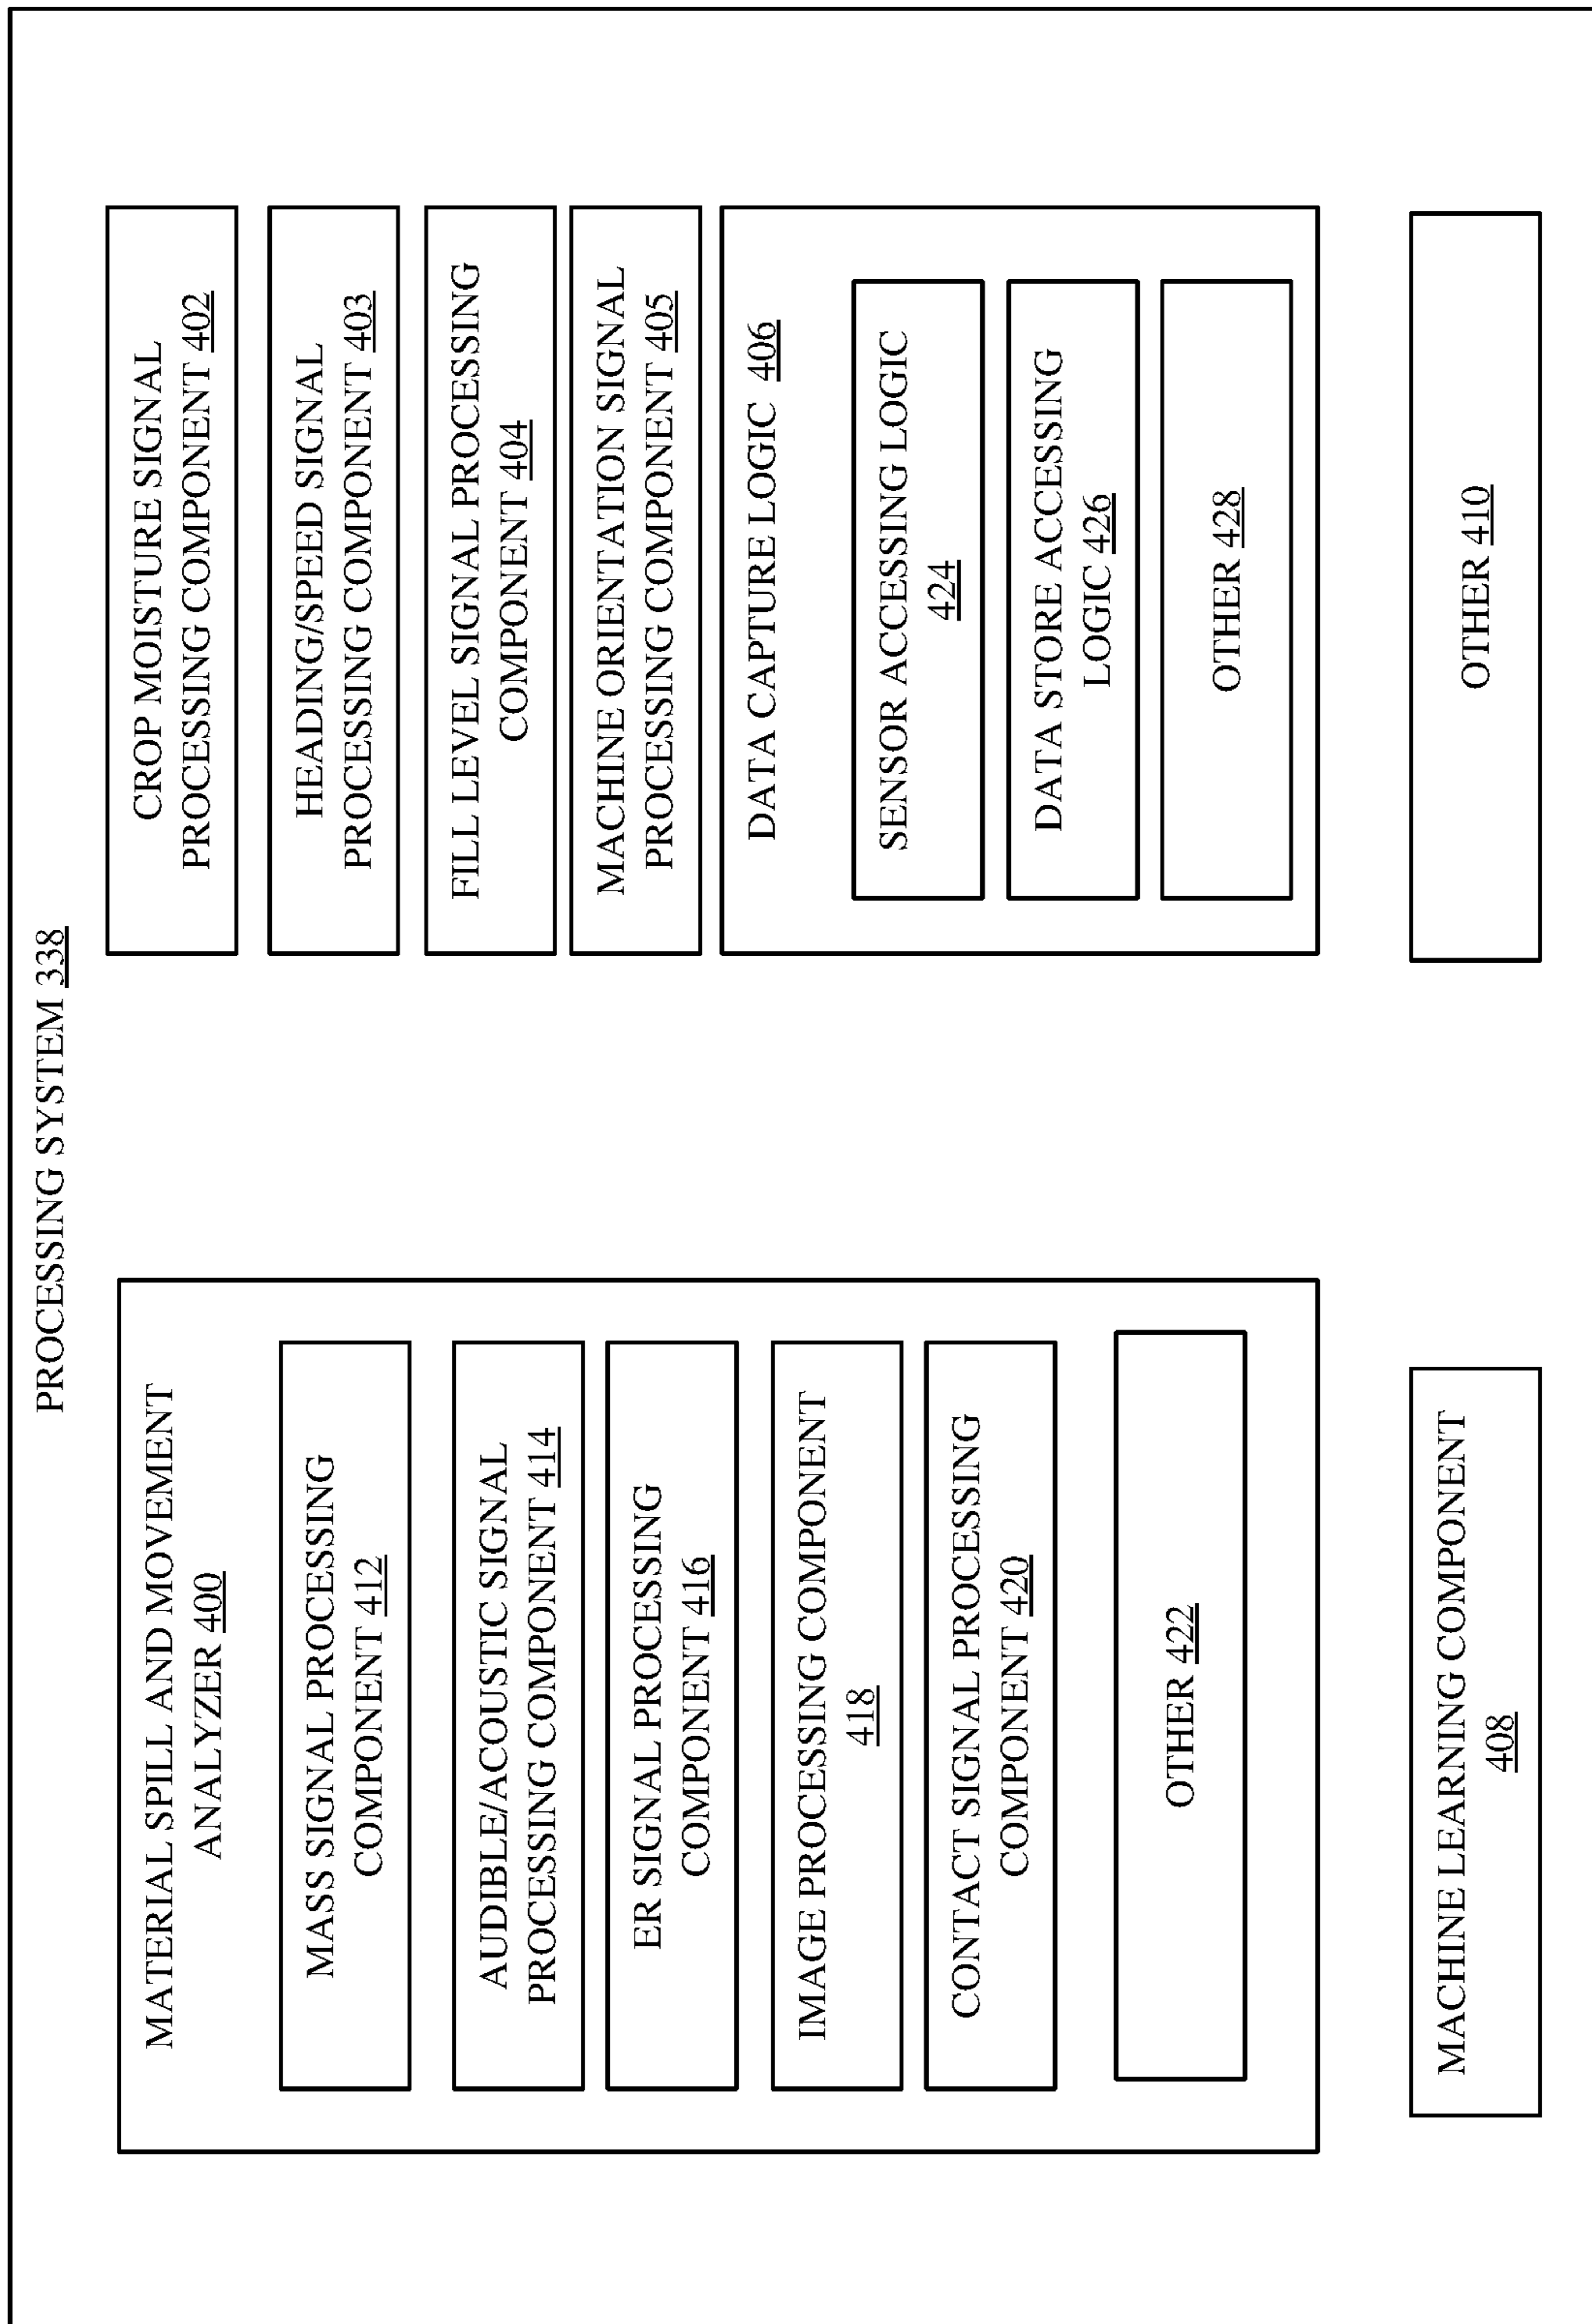 PROCESSING SYSTEM 338
MATERIAL SPILL AND MOVEMENT
ANALYZER 400
MASS SIGNAL PROCESSING
COMPONENT 412
AUDIBLE/ACOUSTIC SIGNAL
PROCESSING COMPONENT 414
ER SIGNAL PROCESSING
COMPONENT 416
IMAGE PROCESSING COMPONENT
418
CONTACT SIGNAL PROCESSING
COMPONENT 420
OTHER 422
MACHINE LEARNING COMPONENT
408
CROP MOISTURE SIGNAL
PROCESSING COMPONENT 402
HEADING/SPEED SIGNAL
PROCESSING COMPONENT 403
FILL LEVEL SIGNAL PROCESSING
COMPONENT 404
MACHINE ORIENTATION SIGNAL
PROCESSING COMPONENT 405
DATA CAPTURE LOGIC 406
SENSOR ACCESSING LOGIC
424
DATA STORE ACCESSING
LOGIC 426
OTHER 428
OTHER 410